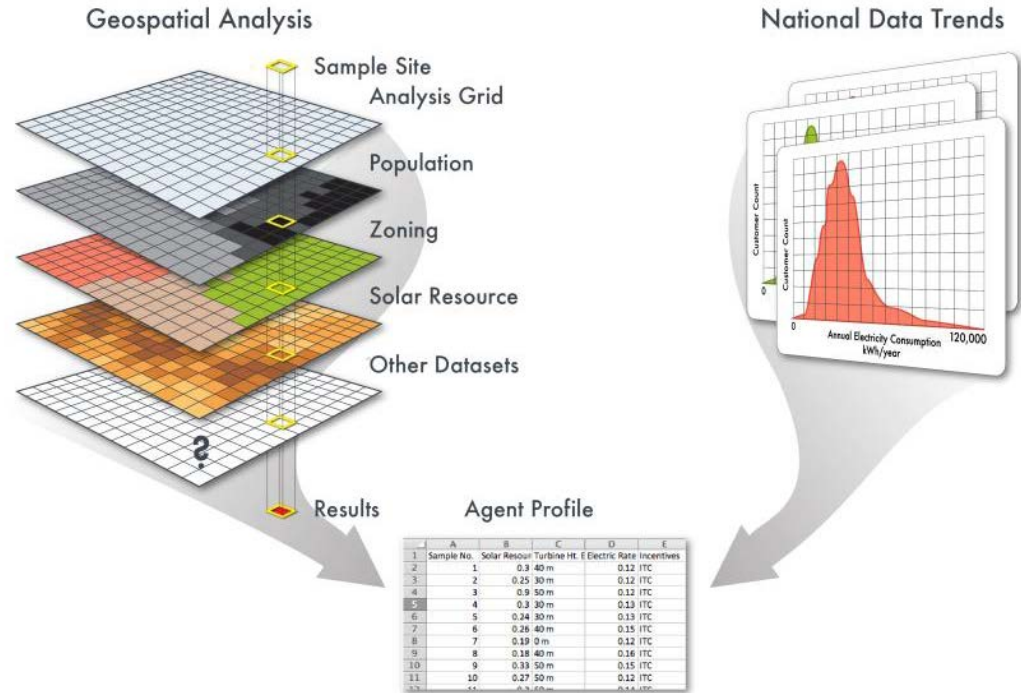 Geospatial Analysis
National Data Trends
Sample Site
Analysis Grid
Population
Zoning
Solar Resource
Other Datasets
?
Results
Customer Count
0
Customer Count
0
Annual Electricity Consumption
kWh/year
120,000
Agent Profile
A B C D E
1 Sample No. Solar Resour Turbine Ht. E Electric Rate Incentives
2 1 0.3 40 m 0.12 ITC
3 2 0.25 30 m 0.12 ITC
4 3 0.9 50 m 0.12 ITC
5 4 0.3 30 m 0.13 ITC
6 5 0.24 30 m 0.13 ITC
7 6 0.26 40 m 0.15 ITC
8 7 0.19 0 m 0.12 ITC
9 8 0.18 40 m 0.16 ITC
10 9 0.33 50 m 0.15 ITC
11 10 0.27 50 m 0.12 ITC